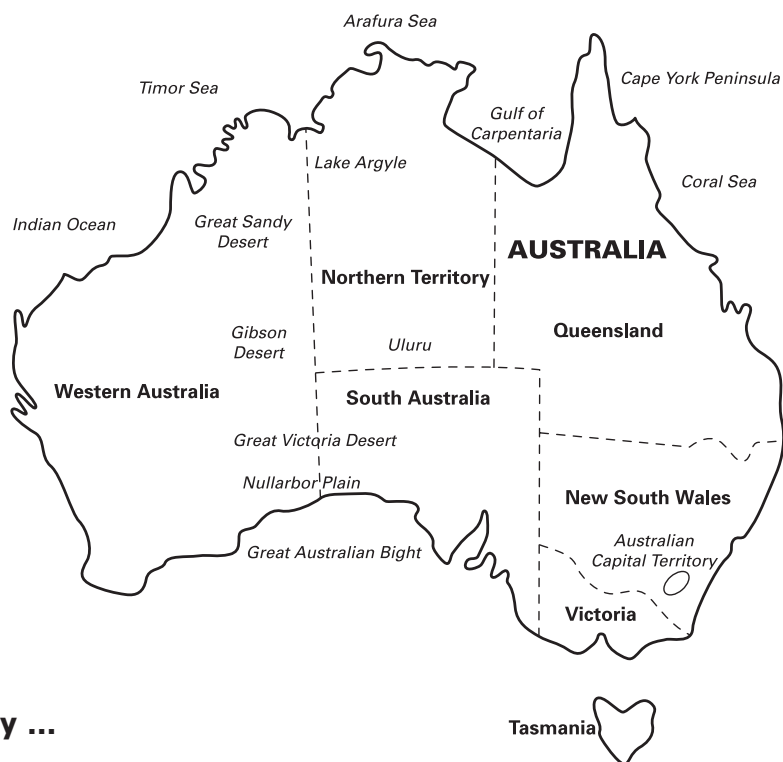 Arafura Sea
Timor Sea
Cape York Peninsula
Gulf of
Carpentaria
Lake Argyle
Coral Sea
Indian Ocean
Great Sandy
Desert
AUSTRALIA
Northern Territory
Gibson
Desert
Uluru
Queensland
Western Australia
South Australia
Great Victoria Desert
Nullarbor Plain
New South Wales
Australian
Capital Territory
Great Australian Bight
Victoria
y ...
Tasmania